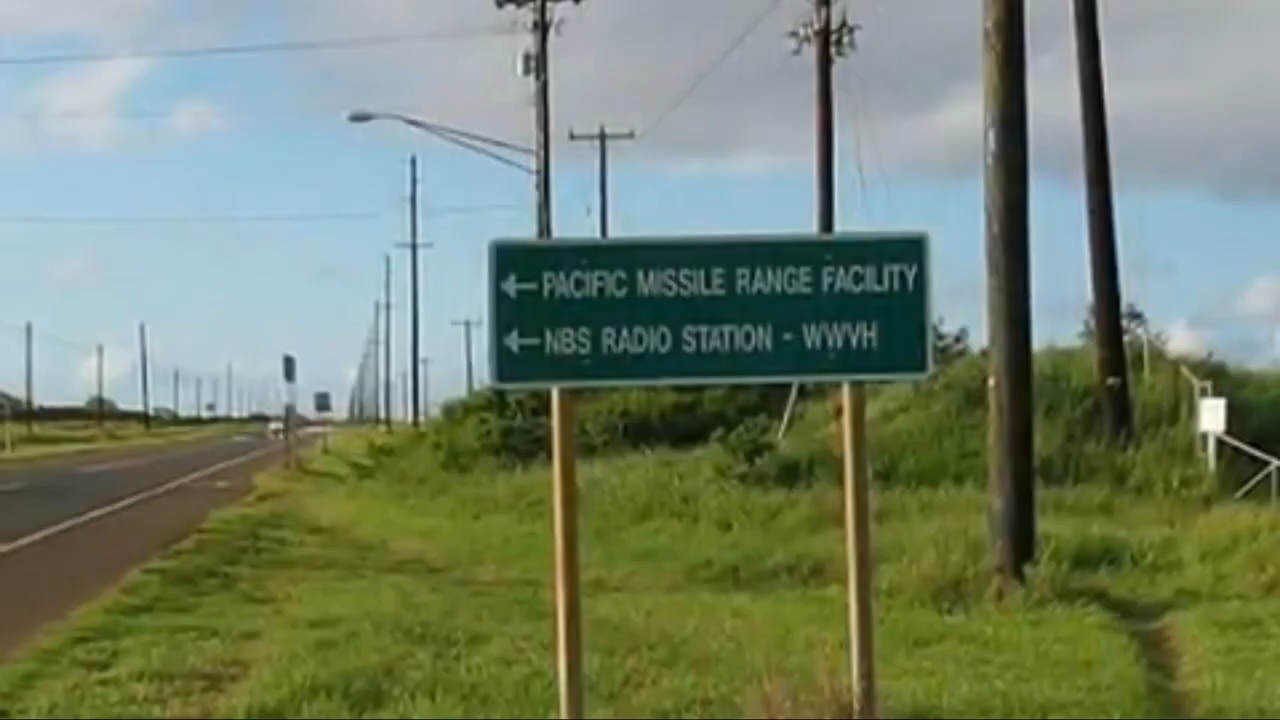 ← PACIFIC MISSILE RANGE FACILITY
← NBS RADIO STATION - WWVH